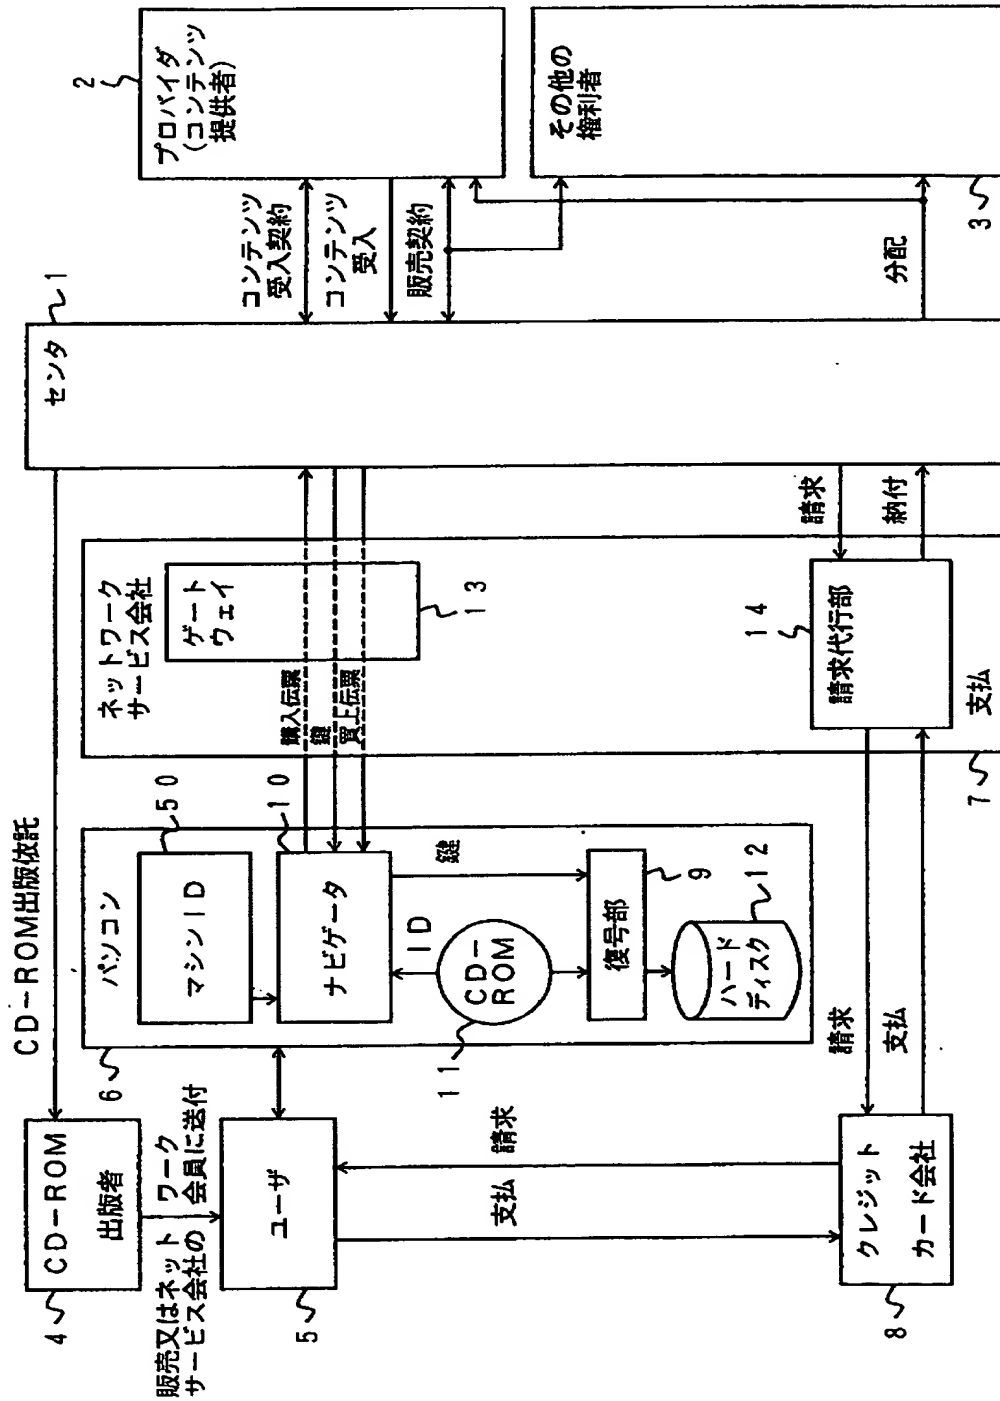 CD-ROM出版依託
4
CD-ROM
出版者
販売又はネットワーク
サービス会社の会員に送付
5
ユーザ
請求
支払
8
クレジット
カード会社
6
パソコン
マシンID
50
ナビゲータ
10
ID
鍵
CD-
ROM
11
復号部
9
ハード
ディスク
12
請求
支払
ネットワーク
サービス会社
ゲート
ウェイ
13
購入伝票
鍵
買上伝票
14
請求代行部
支払
7
請求
納付
センタ
1
コンテンツ
受入契約
コンテンツ
受入
販売契約
分配
2
プロバイダ
(コンテンツ
提供者)
その他の
権利者
3